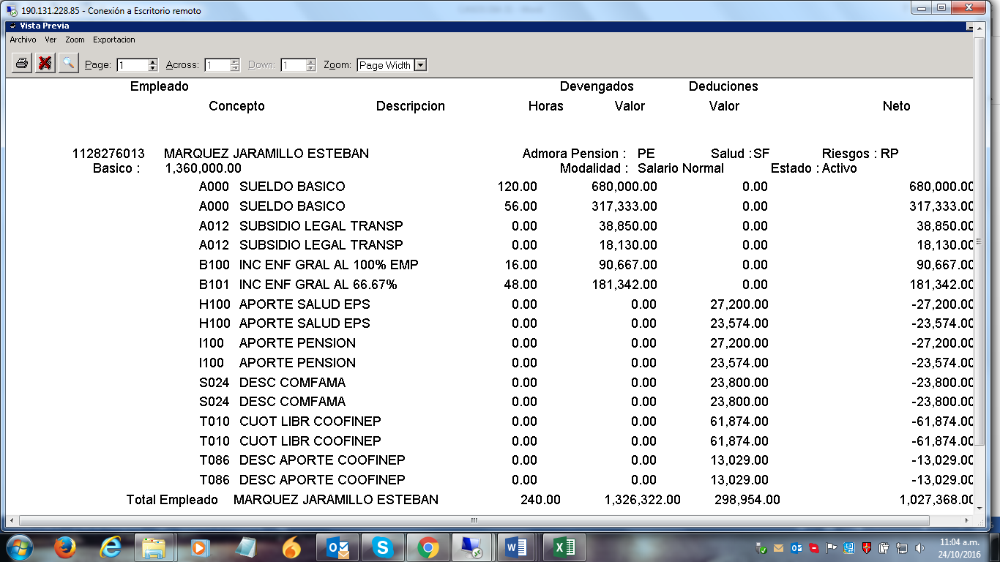 190.131.228.85 - Conexión a Escritorio remoto
Vista Previa
Archivo Ver Zoom Exportacion
Page: 1 Across: 1 Down: 1 Zoom: Page Width
Empleado Devengados Deduciones
Concepto Descripcion Horas Valor Valor Neto
1128276013 MARQUEZ JARAMILLO ESTEBAN Admora Pension : PE Salud :SF Riesgos : RP
Basico : 1,360,000.00 Modalidad : Salario Normal Estado : Activo
A000 SUELDO BASICO 120.00 680,000.00 0.00 680,000.00
A000 SUELDO BASICO 56.00 317,333.00 0.00 317,333.00
A012 SUBSIDIO LEGAL TRANSP 0.00 38,850.00 0.00 38,850.00
A012 SUBSIDIO LEGAL TRANSP 0.00 18,130.00 0.00 18,130.00
B100 INC ENF GRAL AL 100% EMP 16.00 90,667.00 0.00 90,667.00
B101 INC ENF GRAL AL 66.67% 48.00 181,342.00 0.00 181,342.00
H100 APORTE SALUD EPS 0.00 0.00 27,200.00 -27,200.00
H100 APORTE SALUD EPS 0.00 0.00 23,574.00 -23,574.00
I100 APORTE PENSION 0.00 0.00 27,200.00 -27,200.00
I100 APORTE PENSION 0.00 0.00 23,574.00 -23,574.00
S024 DESC COMFAMA 0.00 0.00 23,800.00 -23,800.00
S024 DESC COMFAMA 0.00 0.00 23,800.00 -23,800.00
T010 CUOT LIBR COOFINEP 0.00 0.00 61,874.00 -61,874.00
T010 CUOT LIBR COOFINEP 0.00 0.00 61,874.00 -61,874.00
T086 DESC APORTE COOFINEP 0.00 0.00 13,029.00 -13,029.00
T086 DESC APORTE COOFINEP 0.00 0.00 13,029.00 -13,029.00
Total Empleado MARQUEZ JARAMILLO ESTEBAN 240.00 1,326,322.00 298,954.00 1,027,368.00
11:04 a.m.
24/10/2016